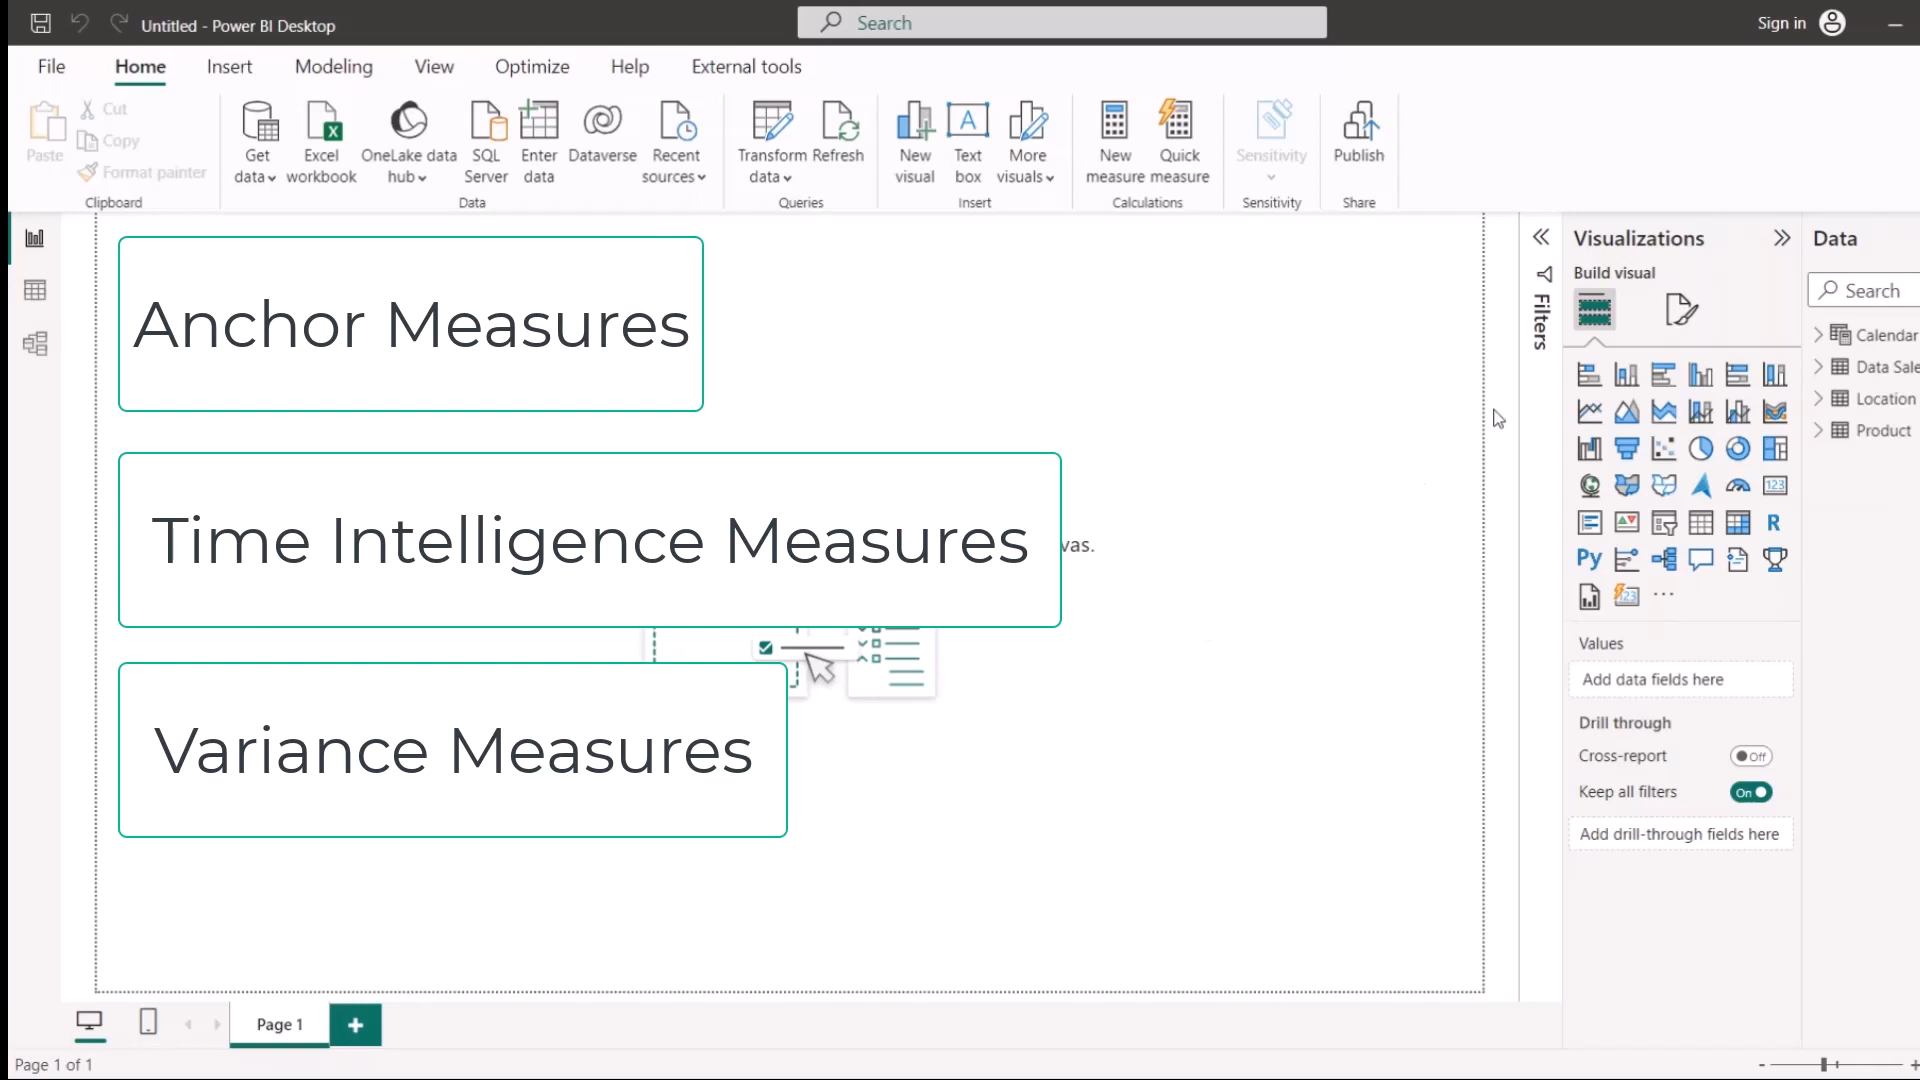 Untitled - Power BI Desktop
Search
Sign in
File Home Insert Modeling View Optimize Help External tools
Paste
Cut
Copy
Format painter
Clipboard
Get data
Excel workbook
OneLake data hub
SQL Server
Enter data
Dataverse
Recent sources
Data
Transform data
Refresh
Queries
New visual
A
Text box
More visuals
Insert
New measure
Quick measure
Calculations
Sensitivity
Sensitivity
Publish
Share
Anchor Measures
Time Intelligence Measures
vas.
Variance Measures
Filters
Visualizations
Build visual
123
R
Py
123
...
Values
Add data fields here
Drill through
Cross-report
Off
Keep all filters
On
Add drill-through fields here
Data
Search
Calendar
Data Sale
Location
Product
Page 1
Page 1 of 1